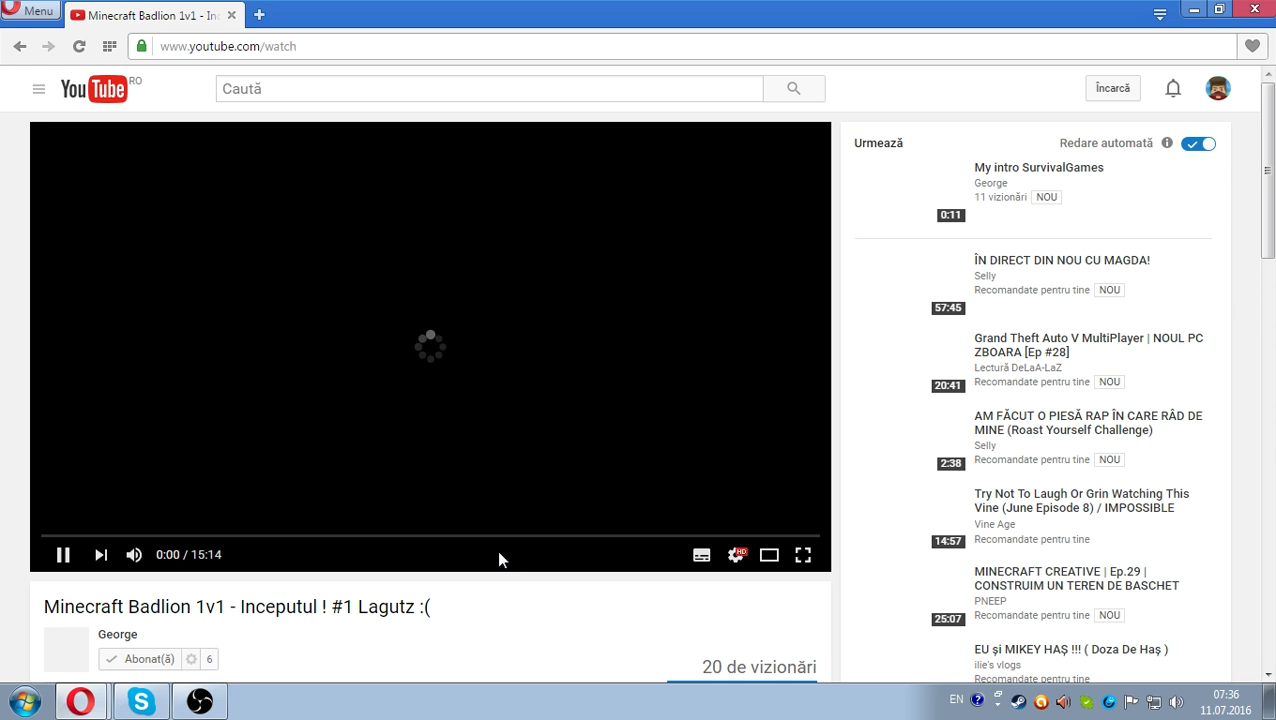 Menu
Minecraft Badlion 1v1 - Inc
www.youtube.com/watch
YouTube RO
Caută
Încarcă
Urmează
Redare automată
My intro SurvivalGames
George
11 vizionări NOU
0:11
ÎN DIRECT DIN NOU CU MAGDA!
Selly
Recomandate pentru tine NOU
57:45
Grand Theft Auto V MultiPlayer | NOUL PC
ZBOARA [Ep #28]
Lectură DeLaA-LaZ
Recomandate pentru tine NOU
20:41
AM FĂCUT O PIESĂ RAP ÎN CARE RÂD DE
MINE (Roast Yourself Challenge)
Selly
Recomandate pentru tine NOU
2:38
Try Not To Laugh Or Grin Watching This
Vine (June Episode 8) / IMPOSSIBLE
Vine Age
Recomandate pentru tine
14:57
MINECRAFT CREATIVE | Ep.29 |
CONSTRUIM UN TEREN DE BASCHET
PNEEP
Recomandate pentru tine NOU
25:07
EU și MIKEY HAȘ !!! ( Doza De Haș )
ilie's vlogs
Recomandate pentru tine
0:00 / 15:14
HD
Minecraft Badlion 1v1 - Inceputul ! #1 Lagutz :(
George
Abonat(ă) 6
20 de vizionări
EN
07:36
11.07.2016